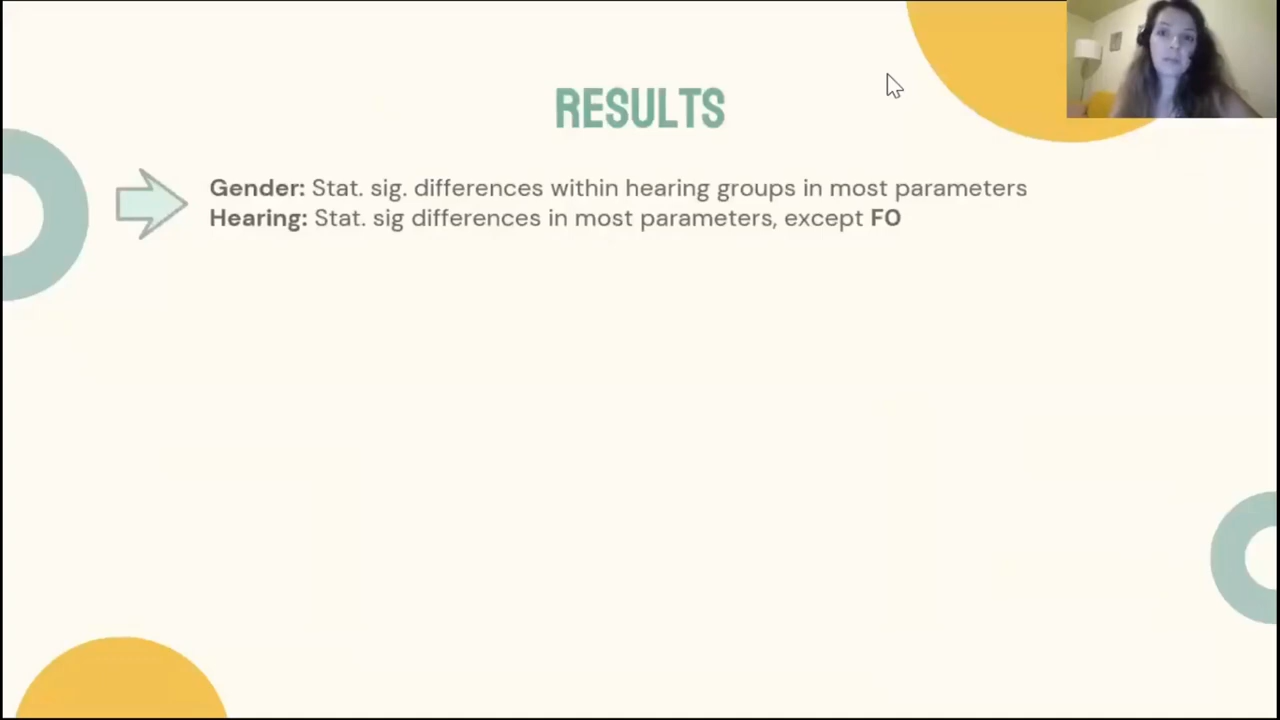 RESULTS
Gender: Stat. sig. differences within hearing groups in most parameters
Hearing: Stat. sig differences in most parameters, except F0